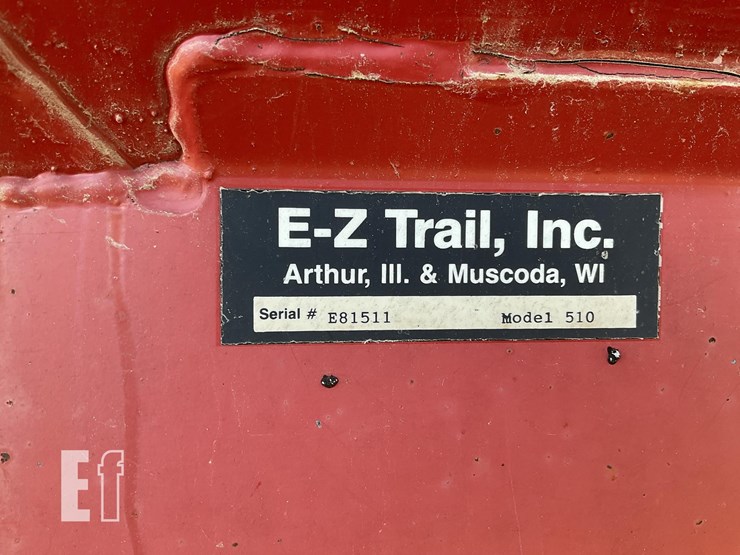 E-Z Trail, Inc.
Arthur, Ill. & Muscoda, WI
Serial # E81511 Model 510
Ef